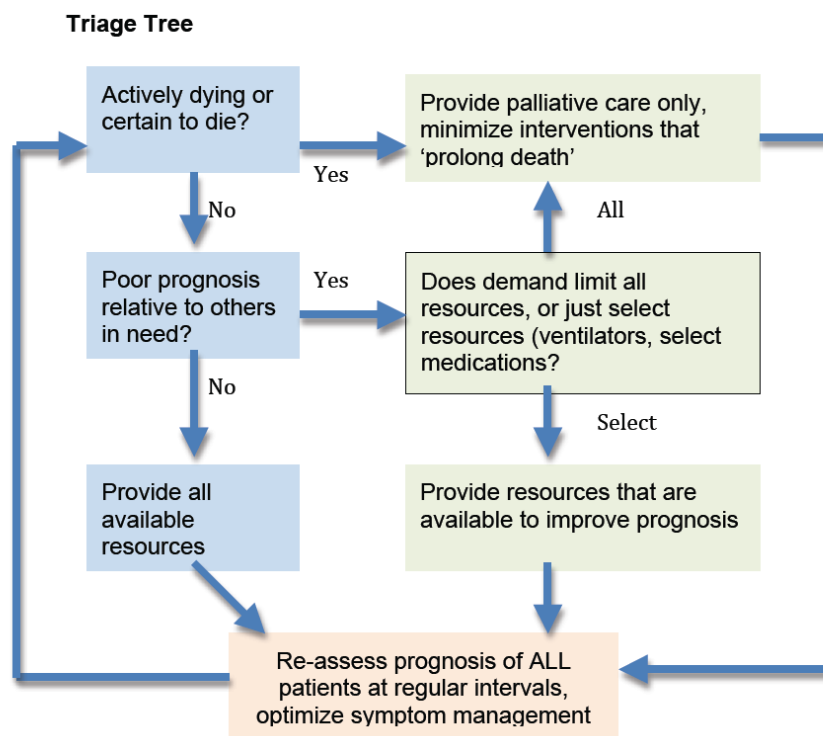 Triage Tree
Actively dying or
certain to die?
Yes
Provide palliative care only,
minimize interventions that
‘prolong death’
No
All
Poor prognosis
relative to others
in need?
Yes
Does demand limit all
resources, or just select
resources (ventilators, select
medications?
No
Select
Provide all
available
resources
Provide resources that are
available to improve prognosis
Re-assess prognosis of ALL
patients at regular intervals,
optimize symptom management